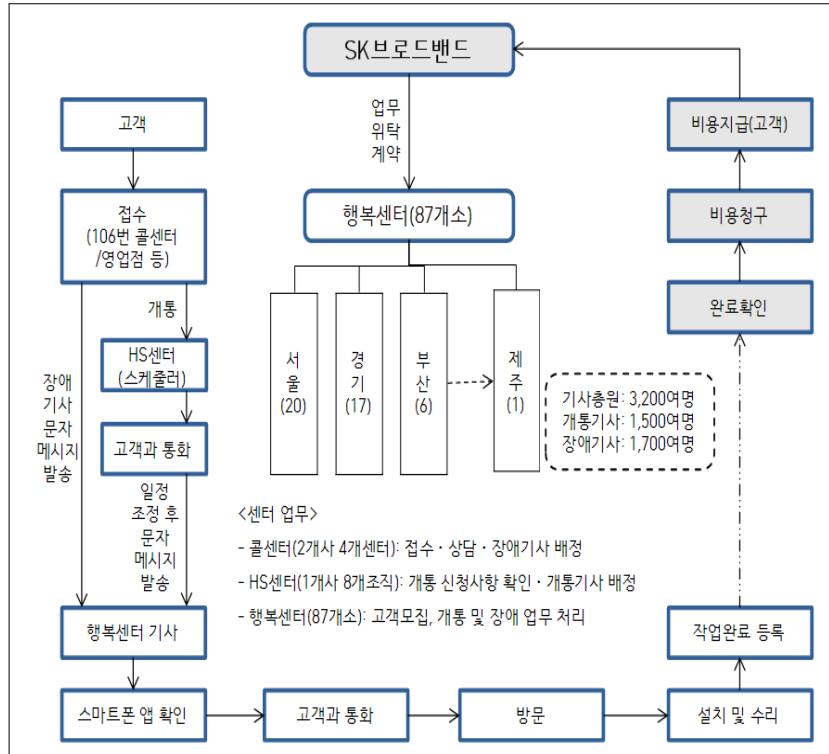 SK브로드밴드
업무
위탁
계약
고객
비용지급(고객)
접수
(106번 콜센터
/영업점 등)
행복센터(87개소)
비용청구
개통
완료확인
HS센터
(스케줄러)
서
울
(20)
경
기
(17)
부
산
(6)
제
주
(1)
기사총원: 3,200여명
개통기사: 1,500여명
장애기사: 1,700여명
장애
기사
문자
메시지
발송
고객과 통화
일정
조정 후
문자
메시지
발송
<센터 업무>
- 콜센터(2개사 4개센터): 접수·상담·장애기사 배정
- HS센터(1개사 8개조직): 개통 신청사항 확인·개통기사 배정
- 행복센터(87개소): 고객모집, 개통 및 장애 업무 처리
행복센터 기사
작업완료 등록
스마트폰 앱 확인
고객과 통화
방문
설치 및 수리